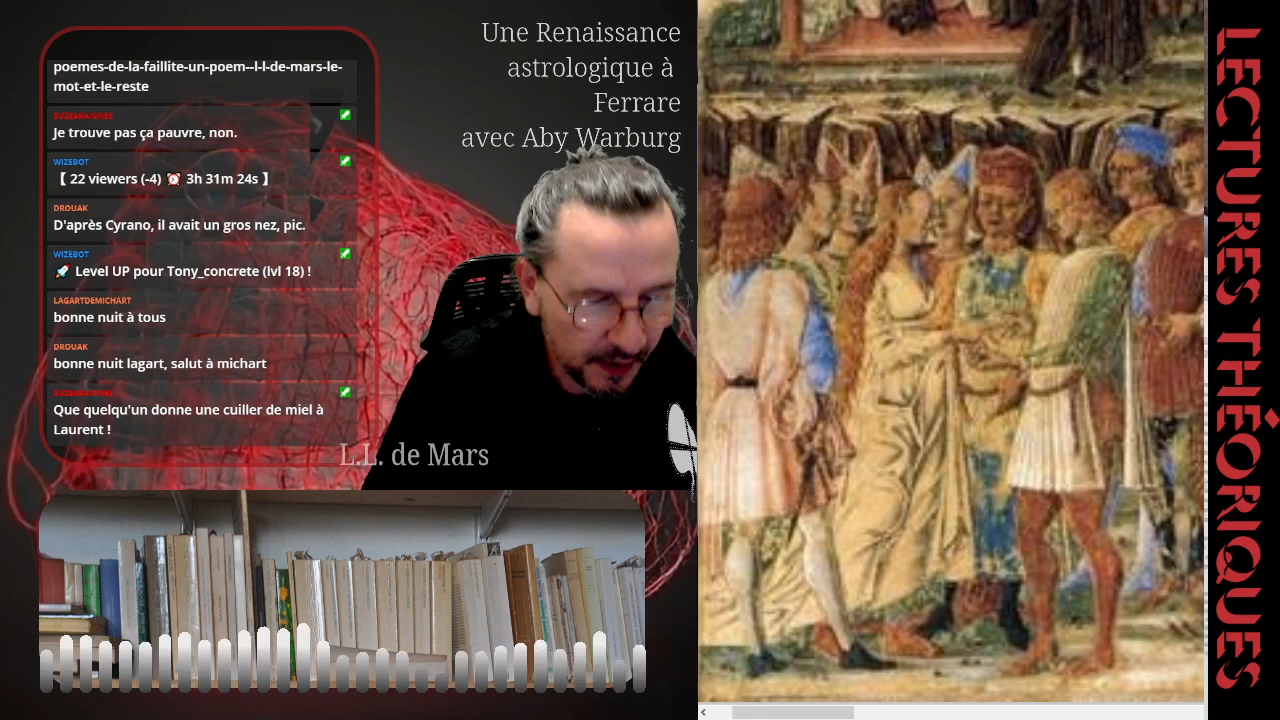 poemes-de-la-faillite-un-poem--l-l-de-mars-le-
mot-et-le-reste
Je trouve pas ça pauvre, non.
WIZEBOT
【 22 viewers (-4) ⏰ 3h 31m 24s 】
DROUAK
D'après Cyrano, il avait un gros nez, pic.
WIZEBOT
🚀 Level UP pour Tony_concrete (lvl 18) !
LAGARTDEMICHART
bonne nuit à tous
DROUAK
bonne nuit lagart, salut à michart
Que quelqu'un donne une cuiller de miel à
Laurent !
Une Renaissance
astrologique à
Ferrare
avec Aby Warburg
L.L. de Mars
LECTURES THÉORIQUES